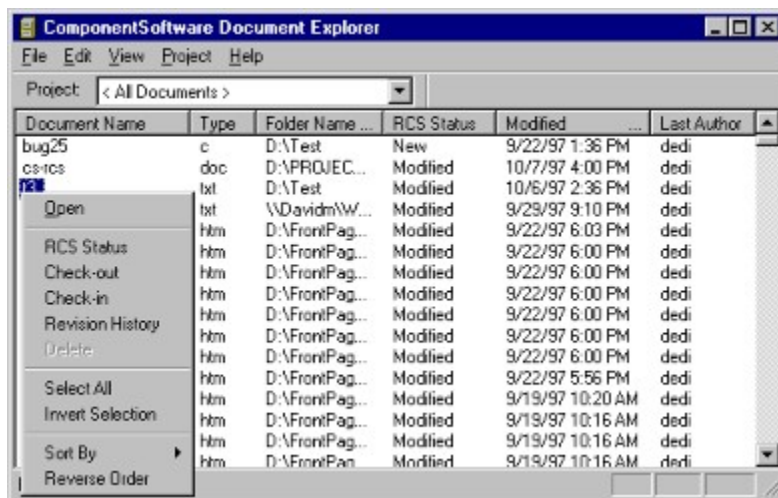 ComponentSoftware Document Explorer
File Edit View Project Help
Project: < All Documents >
Document Name Type Folder Name ... RCS Status Modified ... Last Author
bug25 c D:\Test New 9/22/97 1:36 PM dedi
cs-rcs doc D:\PROJEC... Modified 10/7/97 4:00 PM dedi
txt D:\Test Modified 10/6/97 2:36 PM dedi
Open txt \\Davidm\W... Modified 9/29/97 9:10 PM dedi
htm D:\FrontPag... Modified 9/22/97 6:03 PM dedi
RCS Status htm D:\FrontPag... Modified 9/22/97 6:00 PM dedi
Check-out htm D:\FrontPag... Modified 9/22/97 6:00 PM dedi
Check-in htm D:\FrontPag... Modified 9/22/97 6:00 PM dedi
Revision History htm D:\FrontPag... Modified 9/22/97 6:00 PM dedi
Delete htm D:\FrontPag... Modified 9/22/97 6:00 PM dedi
htm D:\FrontPag... Modified 9/22/97 5:56 PM dedi
Select All htm D:\FrontPag... Modified 9/19/97 10:20 AM dedi
Invert Selection htm D:\FrontPag... Modified 9/19/97 10:16 AM dedi
htm D:\FrontPag... Modified 9/19/97 10:16 AM dedi
Sort By htm D:\FrontPag... Modified 9/19/97 10:16 AM dedi
Reverse Order